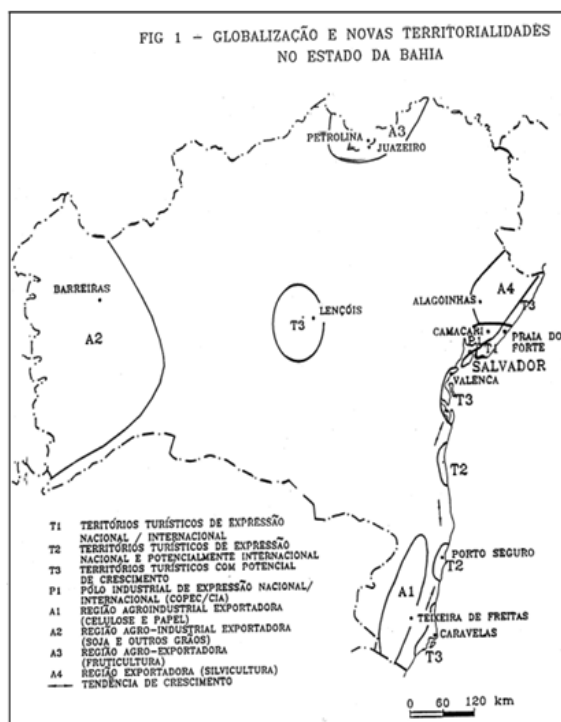 FIG 1 - GLOBALIZAÇÃO E NOVAS TERRITORIALIDADES
NO ESTADO DA BAHIA
PETROLINA
A3
JUAZEIRO
BARREIRAS
A2
T3
LENÇÓIS
ALAGOINHAS
A4
T3
CAMAÇARI
P1
T1
PRAIA DO
FORTE
SALVADOR
VALENCA
T3
T2
PORTO SEGURO
T2
A1
TEIXEIRA DE FREITAS
CARAVELAS
T3
T1 TERITÓRIOS TURÍSTICOS DE EXPRESSÃO
NACIONAL / INTERNACIONAL
T2 TERRITÓRIOS TURÍSTICOS DE EXPRESSÃO
NACIONAL E POTENCIALMENTE INTERNACIONAL
T3 TERRITÓRIOS TURÍSTICOS COM POTENCIAL
DE CRESCIMENTO
P1 PÓLO INDUSTRIAL DE EXPRESSÃO NACIONAL/
INTERNACIONAL (COPEC/CIA)
A1 REGIÃO AGROINDUSTRIAL EXPORTADORA
(CELULOSE E PAPEL)
A2 REGIÃO AGRO-INDUSTRIAL EXPORTADORA
(SOJA E OUTROS GRÃOS)
A3 REGIÃO AGRO-EXPORTADORA
(FRUTICULTURA)
A4 REGIÃO EXPORTADORA (SILVICULTURA)
TENDÊNCIA DE CRESCIMENTO
0 60 120 km